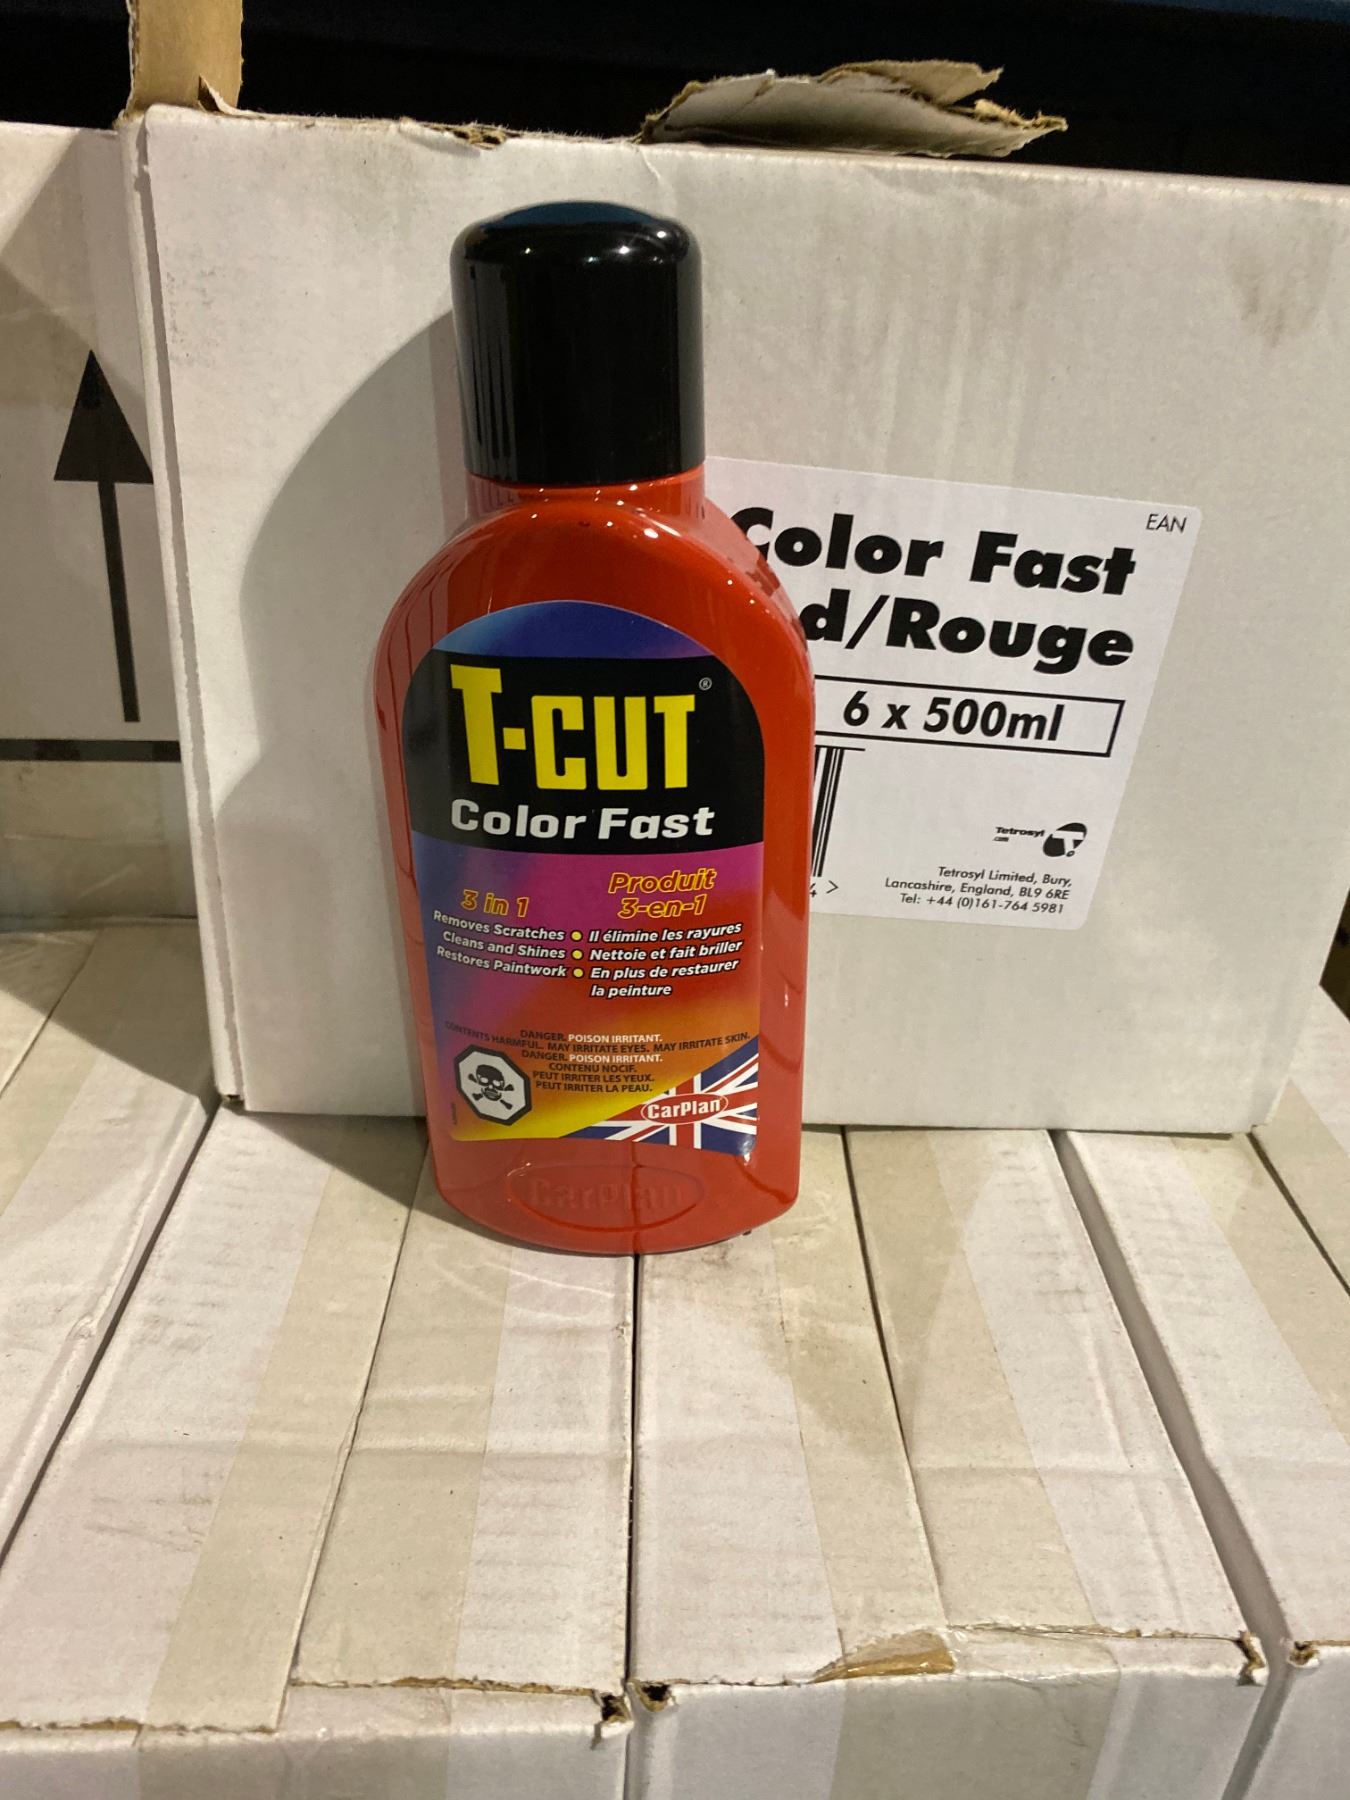 T-CUT®
Color Fast
3 in 1
Removes Scratches
Cleans and Shines
Restores Paintwork
Produit
3-en-1
Il élimine les rayures
Nettoie et fait briller
En plus de restaurer
la peinture
DANGER. POISON IRRITANT.
CONTENTS HARMFUL. MAY IRRITATE EYES. MAY IRRITATE SKIN.
DANGER. POISON IRRITANT.
CONTENU NOCIF.
PEUT IRRITER LES YEUX.
PEUT IRRITER LA PEAU.
CarPlan
CarPlan
EAN
Color Fast
d/Rouge
6 x 500ml
4 >
Tetrosyl
.com
Tetrosyl Limited, Bury,
Lancashire, England, BL9 6RE
Tel: +44 (0)161-764 5981